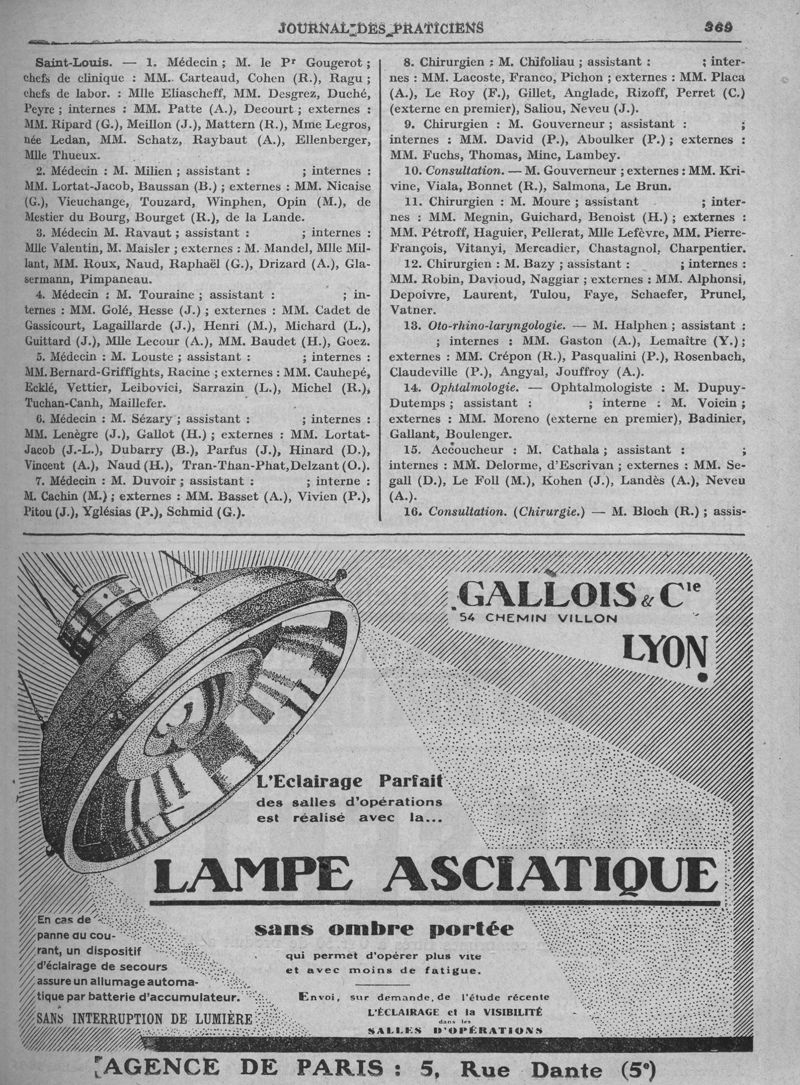 JOURNAL DES PRATICIENS
369
Saint-Louis. — 1. Médecin ; M. le Pr Gougerot ;
chefs de clinique : MM. Carteaud, Cohen (R.), Ragu ;
chefs de labor. : Mlle Eliascheff, MM. Desgrez, Duché,
Peyre ; internes : MM. Patte (A.), Decourt ; externes :
MM. Ripard (G.), Meillon (J.), Mattern (R.), Mme Legros,
née Ledan, MM. Schatz, Raybaut (A.), Ellenberger,
Mlle Thueux.
2. Médecin : M. Milien ; assistant : ; internes :
MM. Lortat-Jacob, Baussan (B.) ; externes : MM. Nicaise
(G.), Vieuchange, Touzard, Winphen, Opin (M.), de
Mestier du Bourg, Bourget (R.), de la Lande.
3. Médecin M. Ravaut ; assistant : ; internes :
Mlle Valentin, M. Maisler ; externes : M. Mandel, Mlle Mil-
lant, MM. Roux, Naud, Raphaël (G.), Drizard (A.), Gla-
sermann, Pimpaneau.
4. Médecin : M. Touraine ; assistant : ; in-
ternes : MM. Golé, Hesse (J.) ; externes : MM. Cadet de
Gassicourt, Lagaillarde (J.), Henri (M.), Michard (L.),
Guittard (J.), Mlle Lecour (A.), MM. Baudet (H.), Goez.
5. Médecin : M. Louste ; assistant : ; internes :
MM. Bernard-Griffights, Racine ; externes : MM. Cauhepé,
Ecklé, Vettier, Leibovici, Sarrazin (L.), Michel (R.),
Tuchan-Canh, Maillefer.
6. Médecin : M. Sézary ; assistant : ; internes :
MM. Lenègre (J.), Gallot (H.) ; externes : MM. Lortat-
Jacob (J.-L.), Dubarry (B.), Parfus (J.), Hinard (D.),
Vincent (A.), Naud (H.), Tran-Than-Phat, Delzant (O.).
7. Médecin : M. Duvoir ; assistant : ; interne :
M. Cachin (M.) ; externes : MM. Basset (A.), Vivien (P.),
Pitou (J.), Yglésias (P.), Schmid (G.).
8. Chirurgien : M. Chifoliau ; assistant : ; inter-
nes : MM. Lacoste, Franco, Pichon ; externes : MM. Placa
(A.), Le Roy (F.), Gillet, Anglade, Rizoff, Perret (C.)
(externe en premier), Saliou, Neveu (J.).
9. Chirurgien : M. Gouverneur ; assistant : ;
internes : MM. David (P.), Aboulker (P.) ; externes :
MM. Fuchs, Thomas, Minc, Lambey.
10. Consultation. — M. Gouverneur ; externes : MM. Kri-
vine, Viala, Bonnet (R.), Salmona, Le Brun.
11. Chirurgien : M. Moure ; assistant ; inter-
nes : MM. Megnin, Guichard, Benoist (H.) ; externes :
MM. Pétroff, Haguier, Pellerat, Mlle Lefèvre, MM. Pierre-
François, Vitanyi, Mercadier, Chastagnol, Charpentier.
12. Chirurgien : M. Bazy ; assistant : ; internes :
MM. Robin, Davioud, Naggiar ; externes : MM. Alphonsi,
Depoivre, Laurent, Tulou, Faye, Schaefer, Prunel,
Vatner.
13. Oto-rhino-laryngologie. — M. Halphen ; assistant :
; internes : MM. Gaston (A.), Lemaître (Y.) ;
externes : MM. Crépon (R.), Pasqualini (P.), Rosenbach,
Claudeville (P.), Angyal, Jouffroy (A.).
14. Ophtalmologie. — Ophtalmologiste : M. Dupuy-
Dutemps ; assistant : ; interne : M. Voicin ;
externes : MM. Moreno (externe en premier), Badinier,
Gallant, Boulenger.
15. Accoucheur : M. Cathala ; assistant : ;
internes : MM. Delorme, d'Escrivan ; externes : MM. Se-
gall (D.), Le Foll (M.), Kohen (J.), Landès (A.), Neveu
(A.).
16. Consultation. (Chirurgie.) — M. Bloch (R.) ; assis-
GALLOIS & Cie
54 CHEMIN VILLON
LYON
L'Eclairage Parfait
des salles d'opérations
est réalisé avec la...
LAMPE ASCIATIQUE
sans ombre portée
qui permet d'opérer plus vite
et avec moins de fatigue.
En cas de
panne du cou-
rant, un dispositif
d'éclairage de secours
assure un allumage automa-
tique par batterie d'accumulateur.
SANS INTERRUPTION DE LUMIÈRE
Envoi, sur demande, de l'étude récente
L'ÉCLAIRAGE et la VISIBILITÉ
dans les
SALLES D'OPÉRATIONS
AGENCE DE PARIS : 5, Rue Dante (5e)